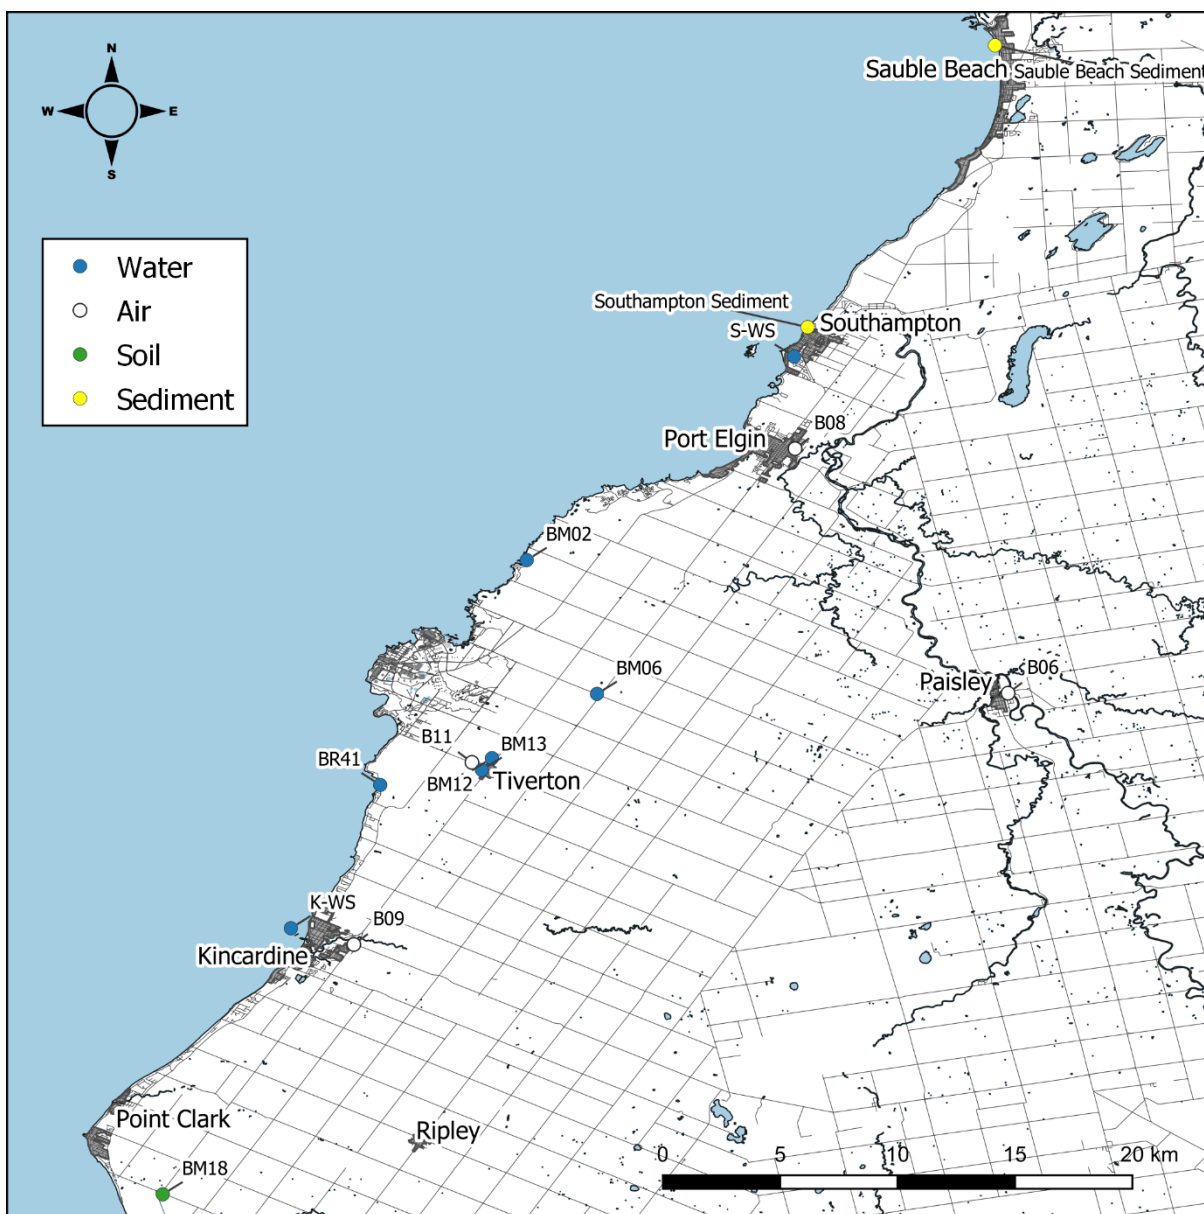 N
W E
S
Sauble Beach
Sauble Beach Sediment
Water
Air
Soil
Sediment
Southampton Sediment
Southampton
S-WS
B08
Port Elgin
BM02
BM06
B06
Paisley
B11
BM13
BR41
BM12
Tiverton
K-WS
B09
Kincardine
Point Clark
Ripley
BM18
0 5 10 15 20 km